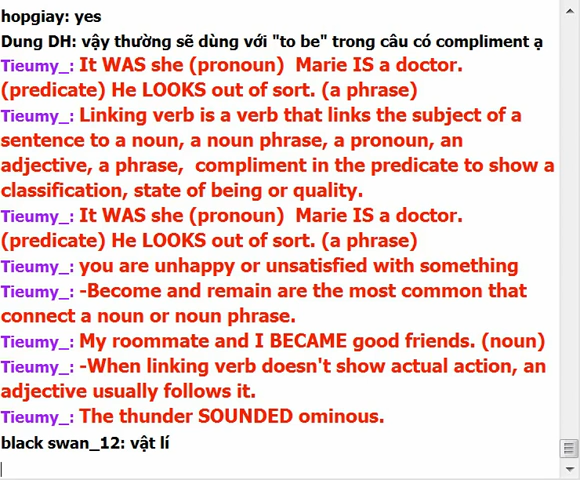 hopgiay: yes
Dung DH: vậy thường sẽ dùng với "to be" trong câu có compliment ạ
Tieumy_: It WAS she (pronoun)  Marie IS a doctor.
(predicate) He LOOKS out of sort. (a phrase)
Tieumy_: Linking verb is a verb that links the subject of a
sentence to a noun, a noun phrase, a pronoun, an
adjective, a phrase,  compliment in the predicate to show a
classification, state of being or quality.
Tieumy_: It WAS she (pronoun)  Marie IS a doctor.
(predicate) He LOOKS out of sort. (a phrase)
Tieumy_: you are unhappy or unsatisfied with something
Tieumy_: -Become and remain are the most common that
connect a noun or noun phrase.
Tieumy_: My roommate and I BECAME good friends. (noun)
Tieumy_: -When linking verb doesn't show actual action, an
adjective usually follows it.
Tieumy_: The thunder SOUNDED ominous.
black swan_12: vật lí